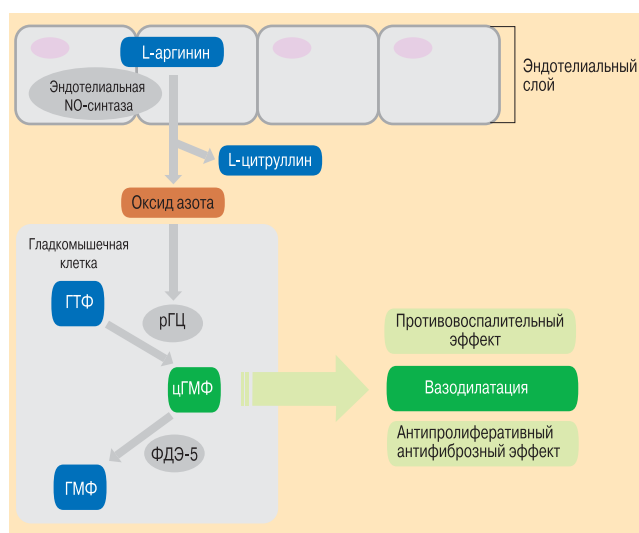 L-аргинин
Эндотелиальная
NO-синтаза
Эндотелиальный
слой
L-цитруллин
Оксид азота
Гладкомышечная
клетка
ГТФ
рГЦ
цГМФ
ФДЭ-5
ГМФ
Противовоспалительный
эффект
Вазодилатация
Антипролиферативный
антифиброзный эффект